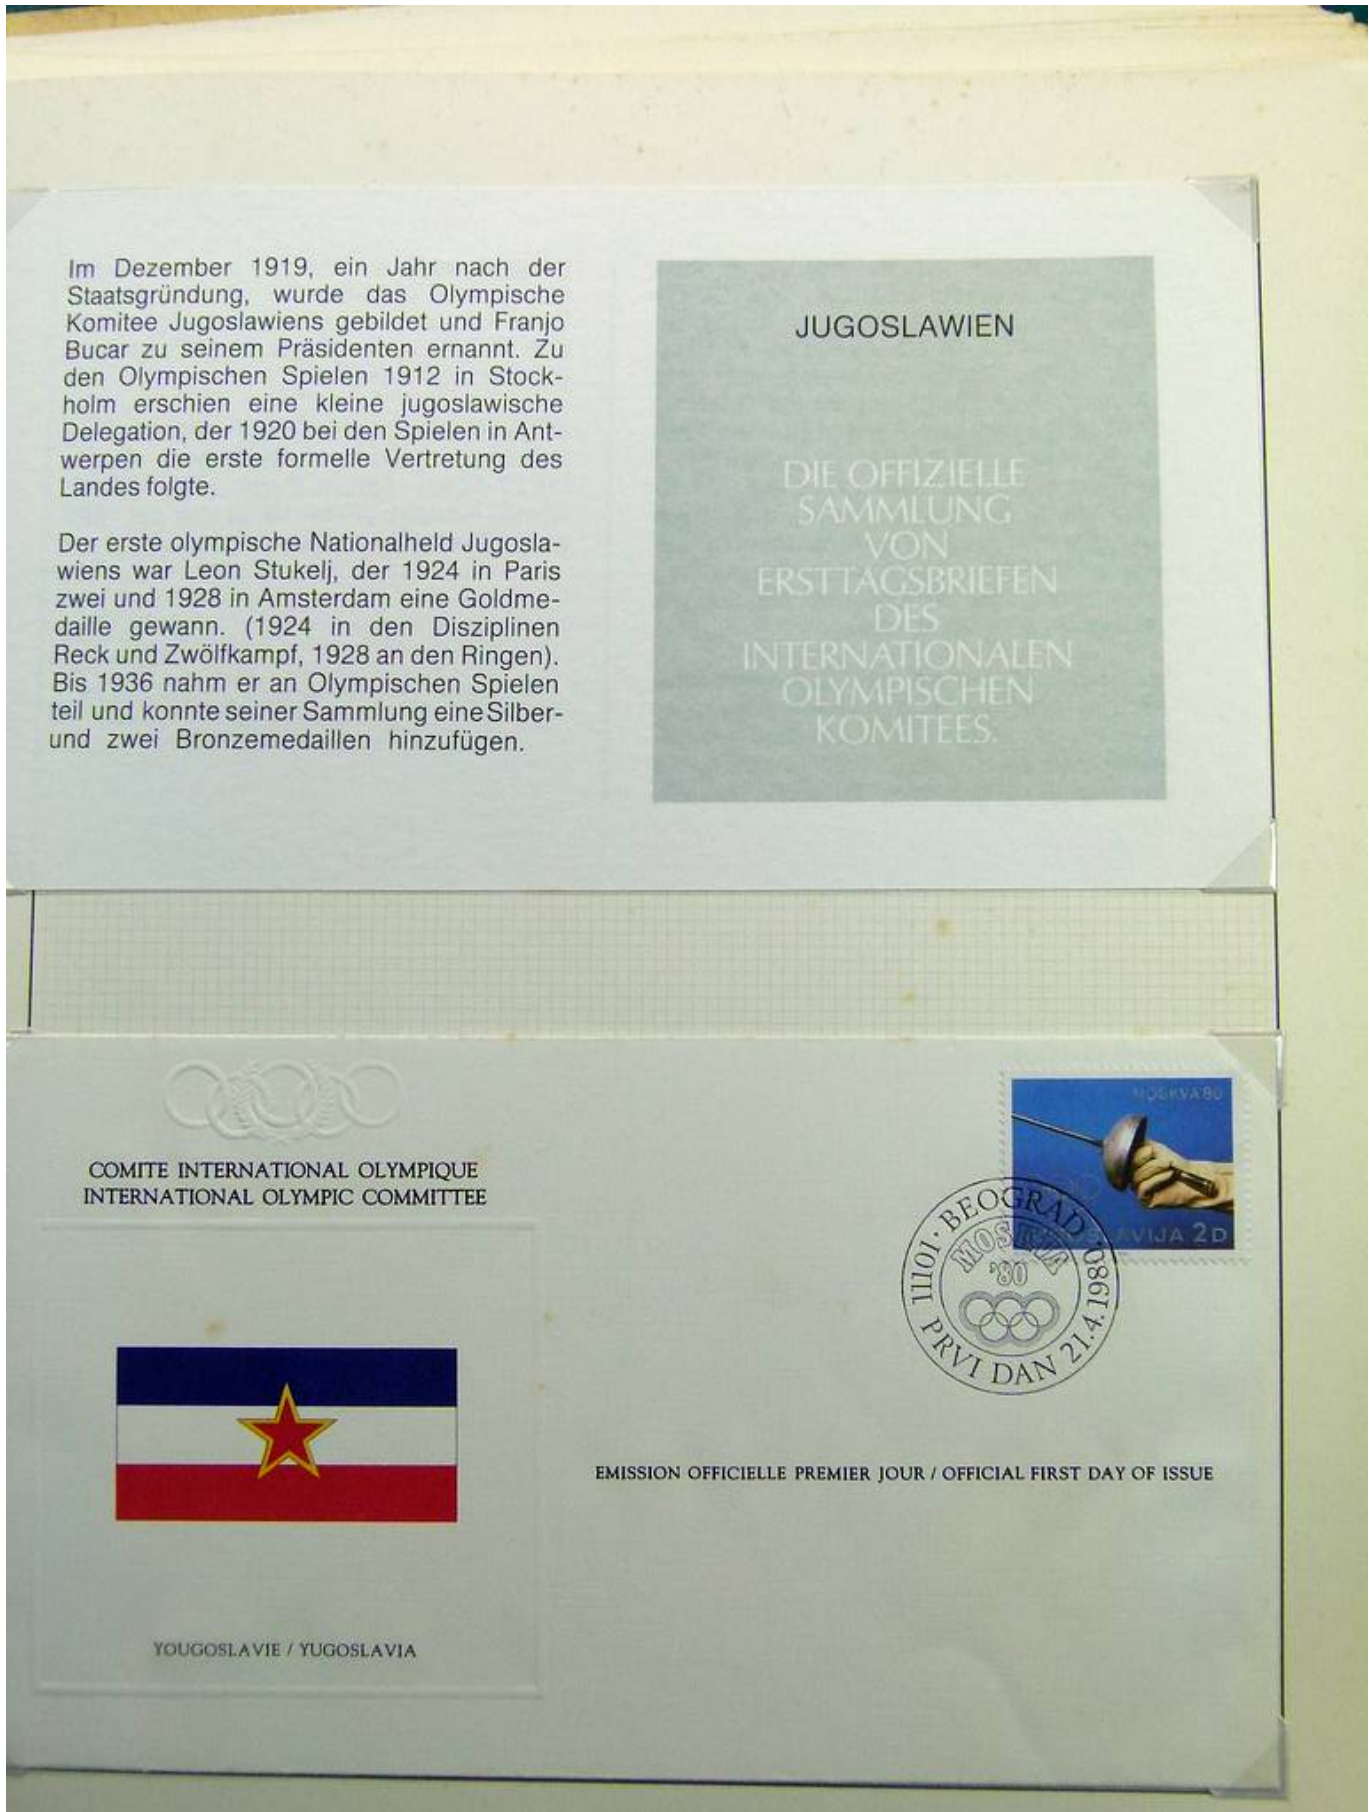 Im Dezember 1919, ein Jahr nach der
Staatsgründung, wurde das Olympische
Komitee Jugoslawiens gebildet und Franjo
Bucar zu seinem Präsidenten ernannt. Zu
den Olympischen Spielen 1912 in Stock-
holm erschien eine kleine jugoslawische
Delegation, der 1920 bei den Spielen in Ant-
werpen die erste formelle Vertretung des
Landes folgte.
Der erste olympische Nationalheld Jugosla-
wiens war Leon Stukelj, der 1924 in Paris
zwei und 1928 in Amsterdam eine Goldme-
daille gewann. (1924 in den Disziplinen
Reck und Zwölfkampf, 1928 an den Ringen).
Bis 1936 nahm er an Olympischen Spielen
teil und konnte seiner Sammlung eine Silber-
und zwei Bronzemedaillen hinzufügen.
JUGOSLAWIEN
DIE OFFIZIELLE
SAMMLUNG
VON
ERSTTAGSBRIEFEN
DES
INTERNATIONALEN
OLYMPISCHEN
KOMITEES.
COMITE INTERNATIONAL OLYMPIQUE
INTERNATIONAL OLYMPIC COMMITTEE
YOUGOSLAVIE / YUGOSLAVIA
MOSKVA'80
JUGOSLAVIJA 2D
11101 · BEOGRAD
MOSKVA
'80
PRVI DAN 21.4.1980.
EMISSION OFFICIELLE PREMIER JOUR / OFFICIAL FIRST DAY OF ISSUE